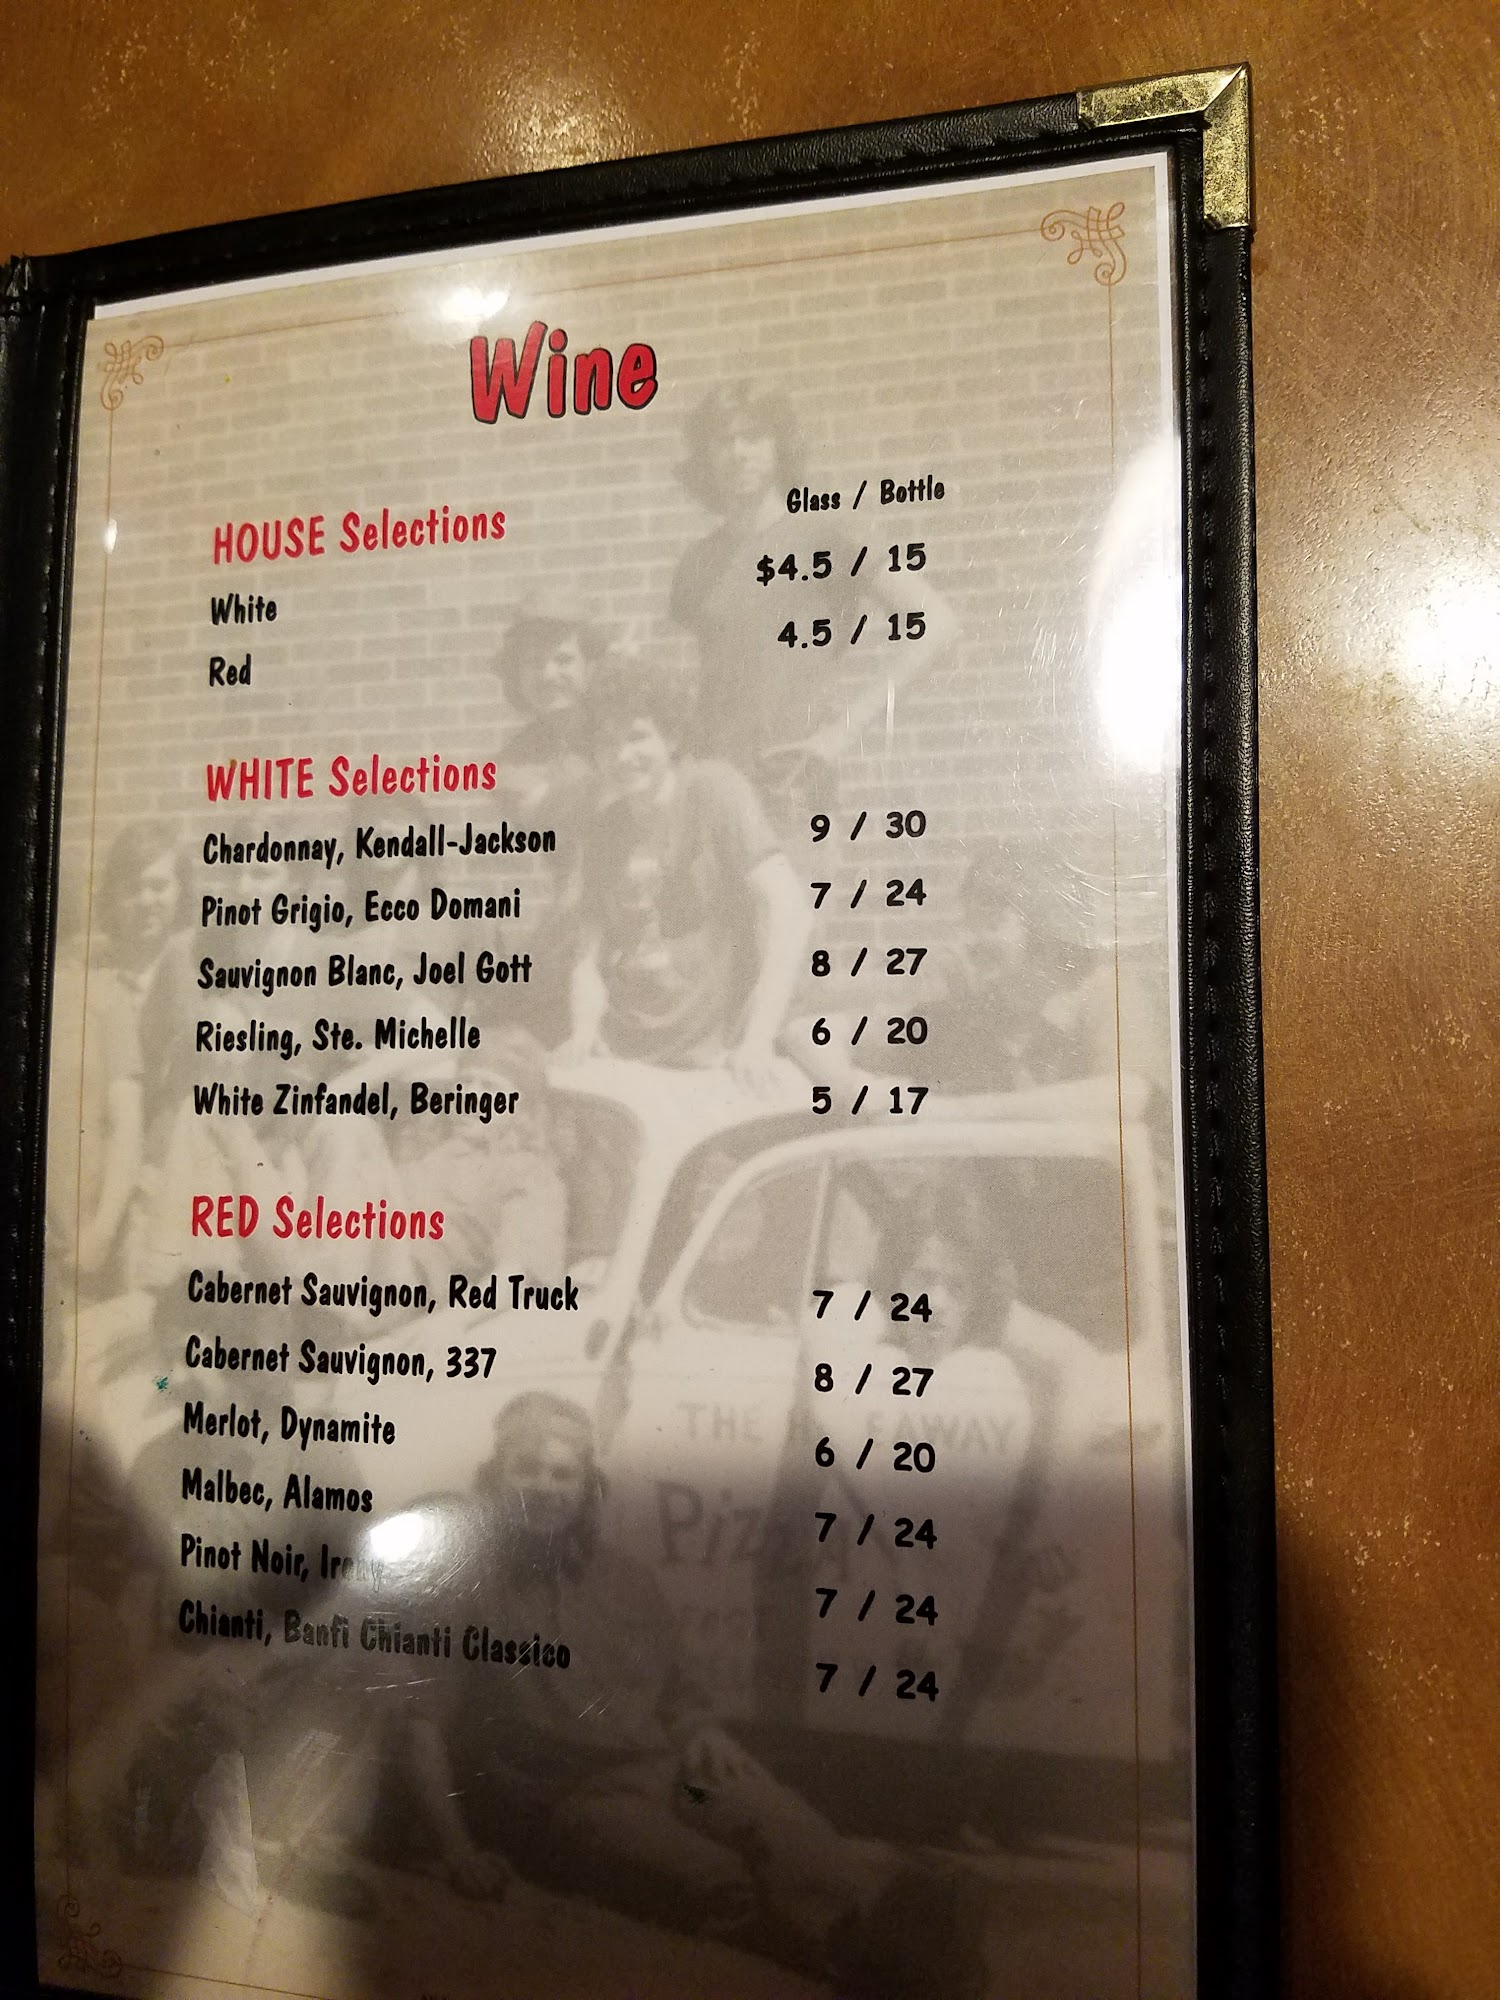 Wine
Glass / Bottle
HOUSE Selections
White $4.5 / 15
Red 4.5 / 15
WHITE Selections
Chardonnay, Kendall-Jackson 9 / 30
Pinot Grigio, Ecco Domani 7 / 24
Sauvignon Blanc, Joel Gott 8 / 27
Riesling, Ste. Michelle 6 / 20
White Zinfandel, Beringer 5 / 17
RED Selections
Cabernet Sauvignon, Red Truck 7 / 24
Cabernet Sauvignon, 337 8 / 27
Merlot, Dynamite 6 / 20
Malbec, Alamos 7 / 24
Pinot Noir, Irony 7 / 24
Chianti, Banfi Chianti Classico 7 / 24
THE